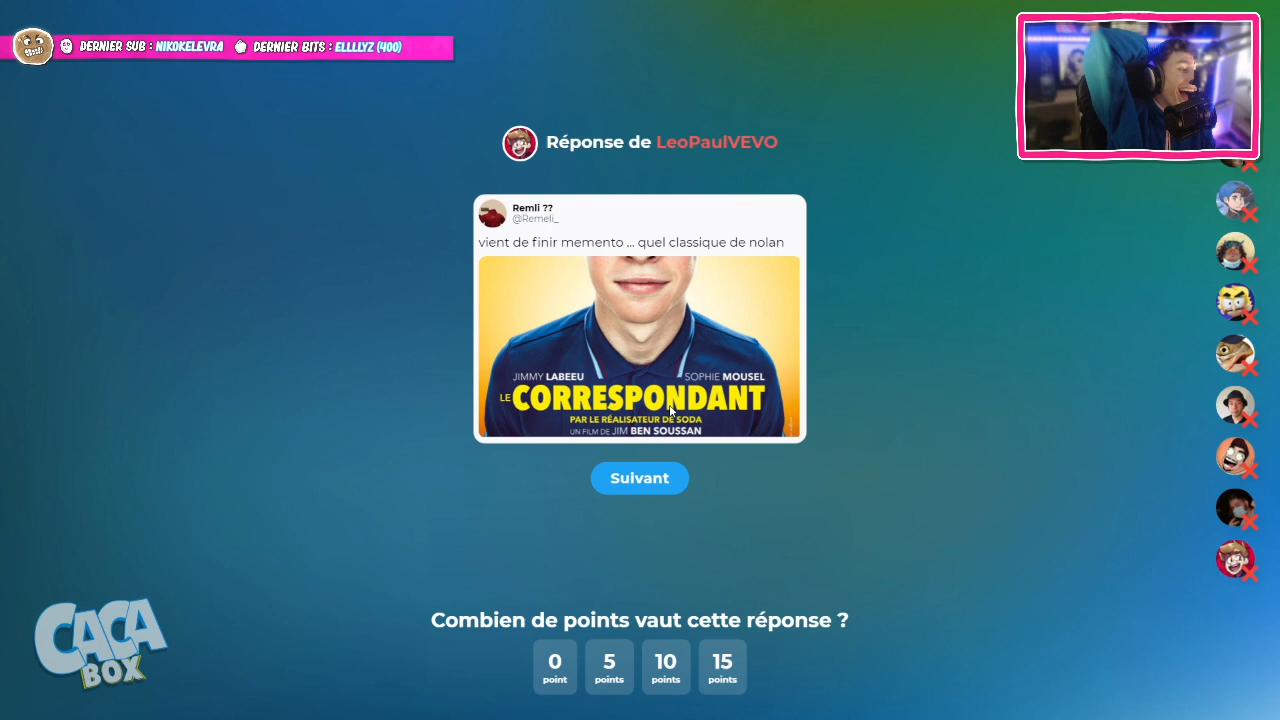 DERNIER SUB : NIKOKELEVRA DERNIER BITS : ELLLLYZ (400)
Réponse de LeoPaulVEVO
Remli ??
@Remeli_
vient de finir memento ... quel classique de nolan
JIMMY LABEEU SOPHIE MOUSEL
LE CORRESPONDANT
PAR LE RÉALISATEUR DE SODA
UN FILM DE JIM BEN SOUSSAN
Suivant
CACA
BOX
Combien de points vaut cette réponse ?
0 5 10 15
point points points points